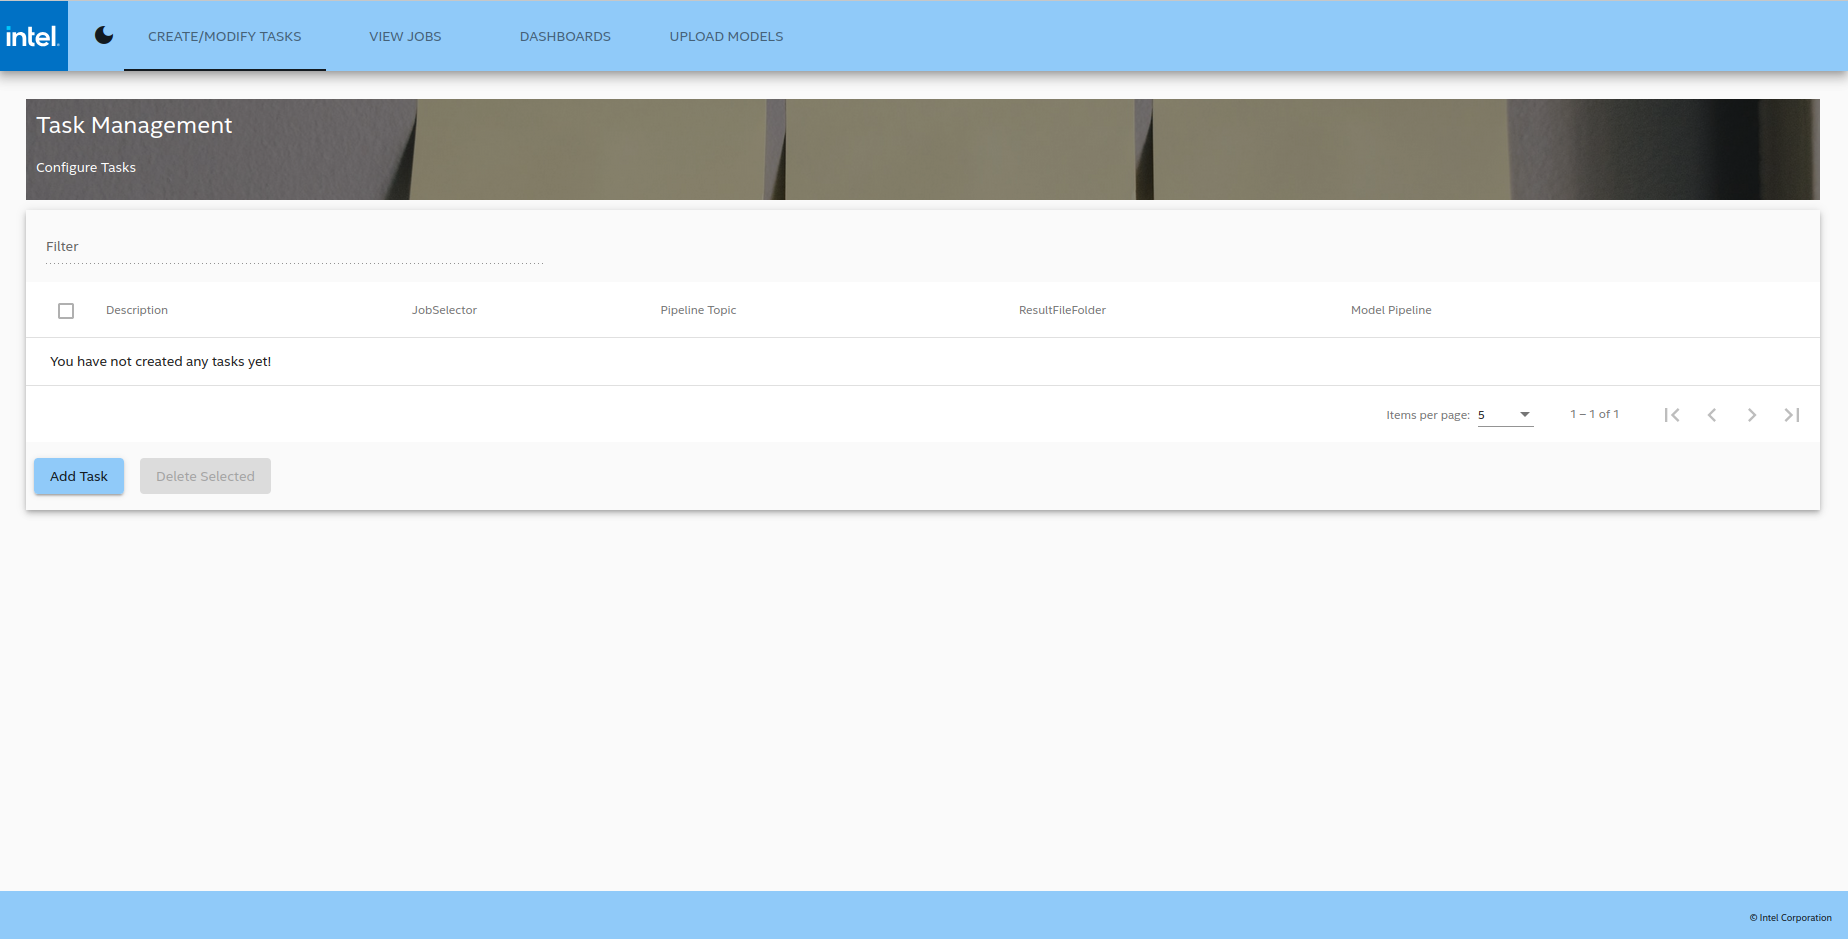 intel.
CREATE/MODIFY TASKS VIEW JOBS DASHBOARDS UPLOAD MODELS
Task Management
Configure Tasks
Filter
Description JobSelector Pipeline Topic ResultFileFolder Model Pipeline
You have not created any tasks yet!
Items per page: 5 1 – 1 of 1
Add Task Delete Selected
© Intel Corporation